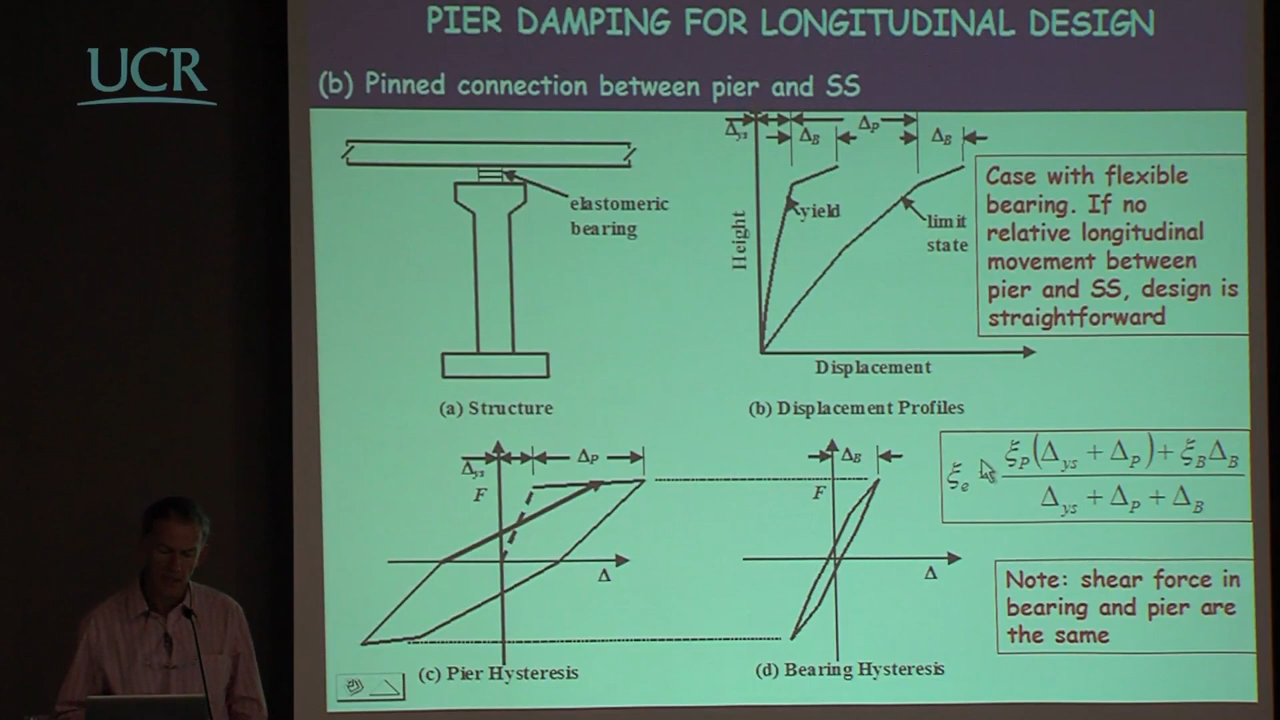 UCR
PIER DAMPING FOR LONGITUDINAL DESIGN
(b) Pinned connection between pier and SS
elastomeric
bearing
(a) Structure
Δys
ΔB
ΔP
ΔB
Height
yield
limit
state
Displacement
(b) Displacement Profiles
Case with flexible
bearing. If no
relative longitudinal
movement between
pier and SS, design is
straightforward
Δys
ΔP
F
Δ
(c) Pier Hysteresis
ΔB
F
Δ
(d) Bearing Hysteresis
ξP(Δys + ΔP) + ξBΔB
ξe
Δys + ΔP + ΔB
Note: shear force in
bearing and pier are
the same